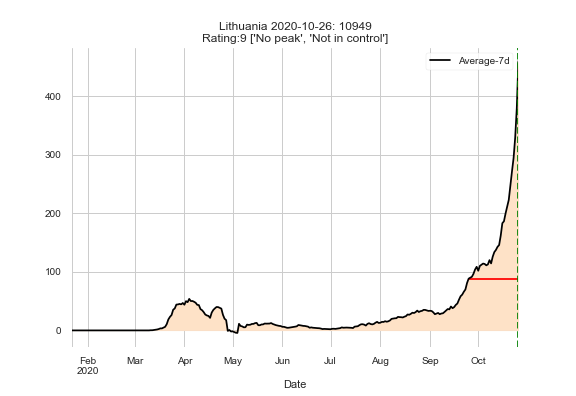 Lithuania 2020-10-26: 10949
Rating:9 ['No peak', 'Not in control']
Average-7d
400
300
200
100
0
Feb Mar Apr May Jun Jul Aug Sep Oct
2020
Date